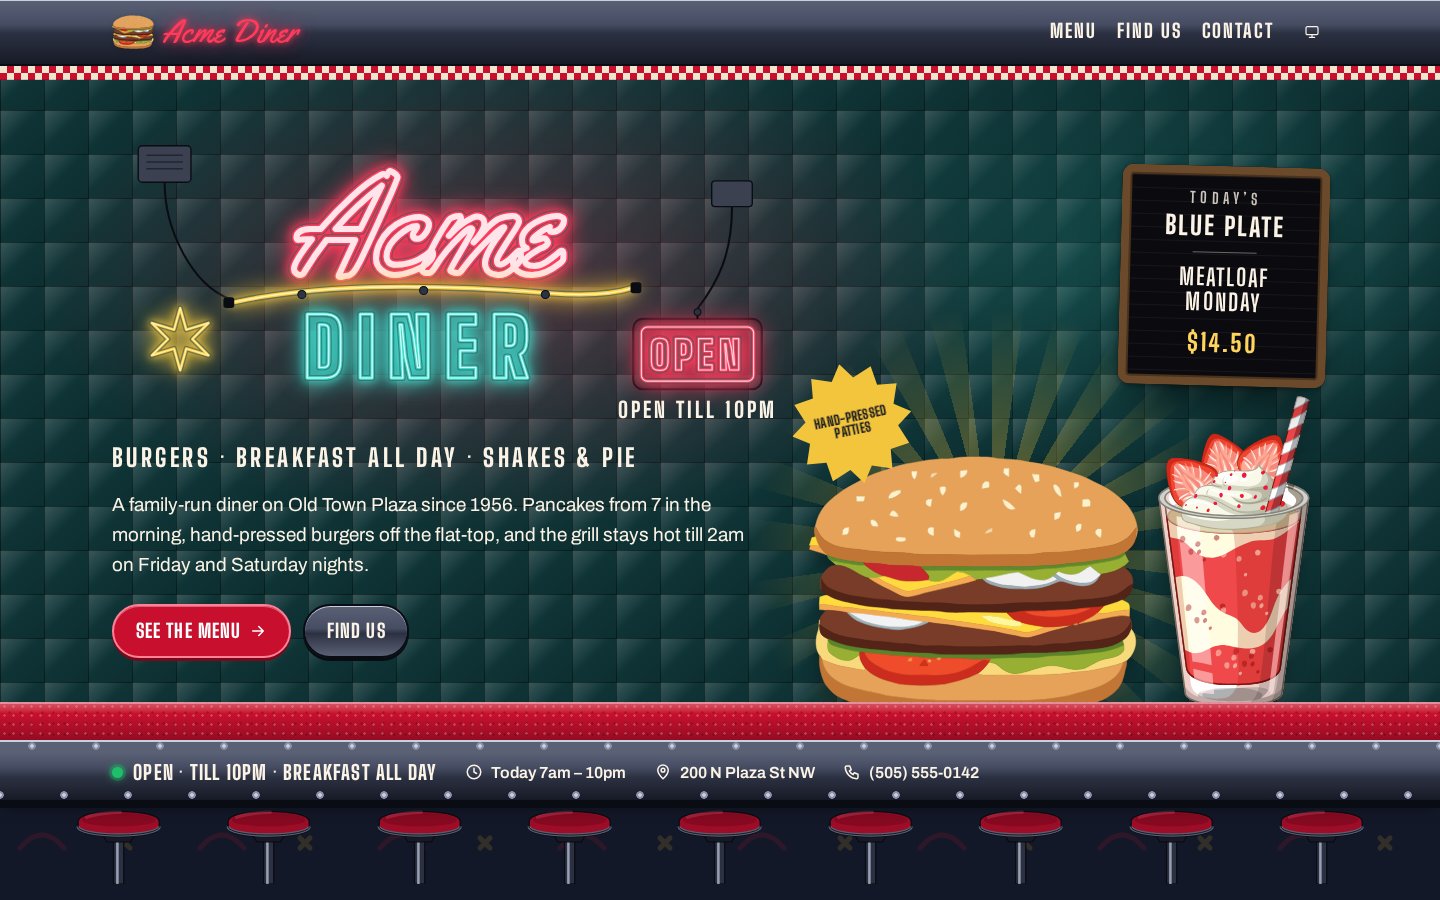 Acme Diner
MENU FIND US CONTACT
Acme
DINER
OPEN
OPEN TILL 10PM
TODAY'S
BLUE PLATE
MEATLOAF
MONDAY
$14.50
HAND-PRESSED
PATTIES
BURGERS · BREAKFAST ALL DAY · SHAKES & PIE
A family-run diner on Old Town Plaza since 1956. Pancakes from 7 in the
morning, hand-pressed burgers off the flat-top, and the grill stays hot till 2am
on Friday and Saturday nights.
SEE THE MENU →
FIND US
OPEN · TILL 10PM · BREAKFAST ALL DAY
Today 7am – 10pm
200 N Plaza St NW
(505) 555-0142